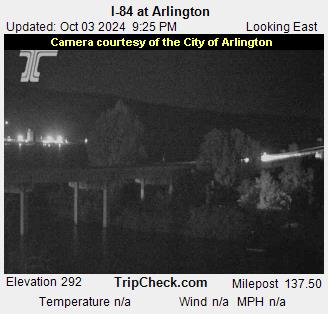 I-84 at Arlington
Updated: Oct 03 2024 9:25 PM Looking East
Camera courtesy of the City of Arlington
Elevation 292 TripCheck.com Milepost 137.50
Temperature n/a Wind n/a MPH n/a